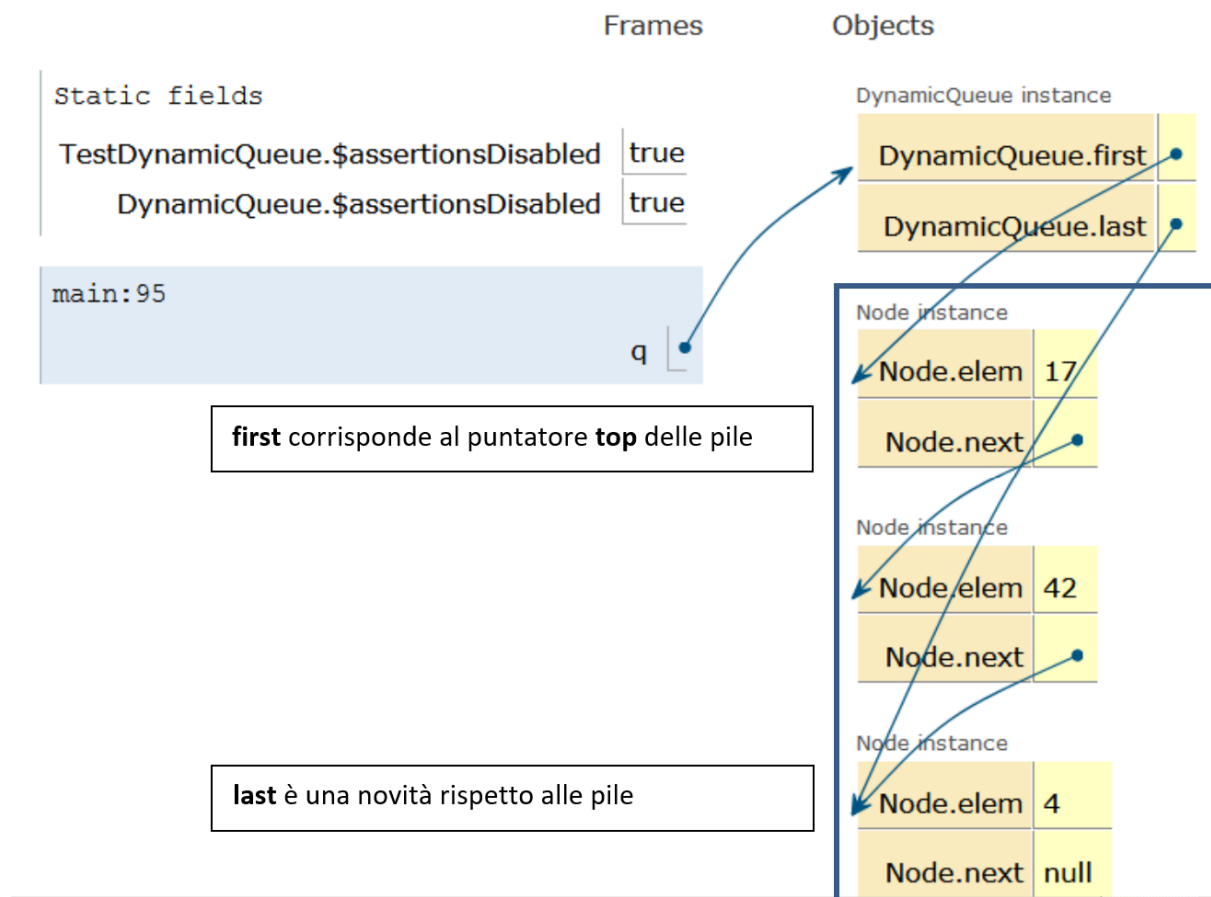 Frames
Objects
Static fields
TestDynamicQueue.$assertionsDisabled true
DynamicQueue.$assertionsDisabled true
main:95
q
DynamicQueue instance
DynamicQueue.first
DynamicQueue.last
Node instance
Node.elem 17
Node.next
first corrisponde al puntatore top delle pile
Node instance
Node.elem 42
Node.next
last è una novità rispetto alle pile
Node instance
Node.elem 4
Node.next null